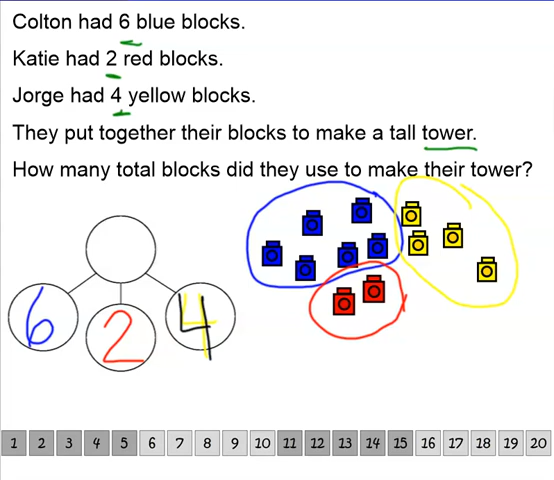 Colton had 6 blue blocks.
Katie had 2 red blocks.
Jorge had 4 yellow blocks.
They put together their blocks to make a tall tower.
How many total blocks did they use to make their tower?
6 2 4
1 2 3 4 5 6 7 8 9 10 11 12 13 14 15 16 17 18 19 20